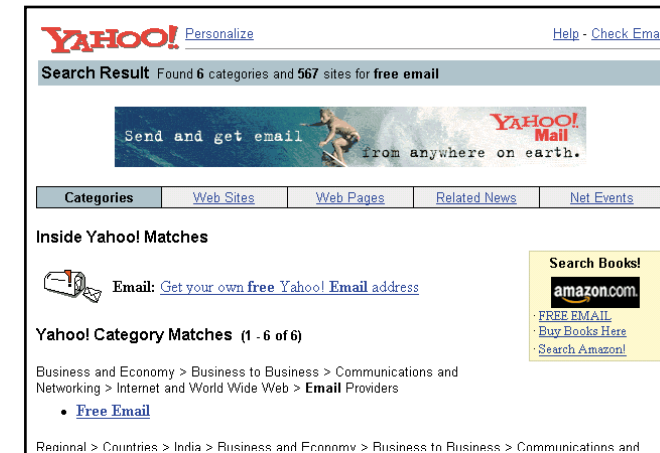 YAHOO! Personalize Help - Check Ema
Search Result Found 6 categories and 567 sites for free email
YAHOO!
Mail
Send and get email
from anywhere on earth.
Categories Web Sites Web Pages Related News Net Events
Inside Yahoo! Matches
Email: Get your own free Yahoo! Email address
Search Books!
amazon.com.
· FREE EMAIL
· Buy Books Here
· Search Amazon!
Yahoo! Category Matches (1 - 6 of 6)
Business and Economy > Business to Business > Communications and
Networking > Internet and World Wide Web > Email Providers
• Free Email
Regional > Countries > India > Business and Economy > Business to Business > Communications and